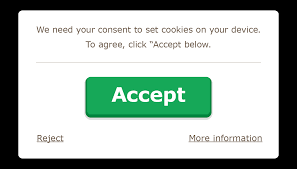 We need your consent to set cookies on your device.
To agree, click "Accept below.
Accept
Reject
More information